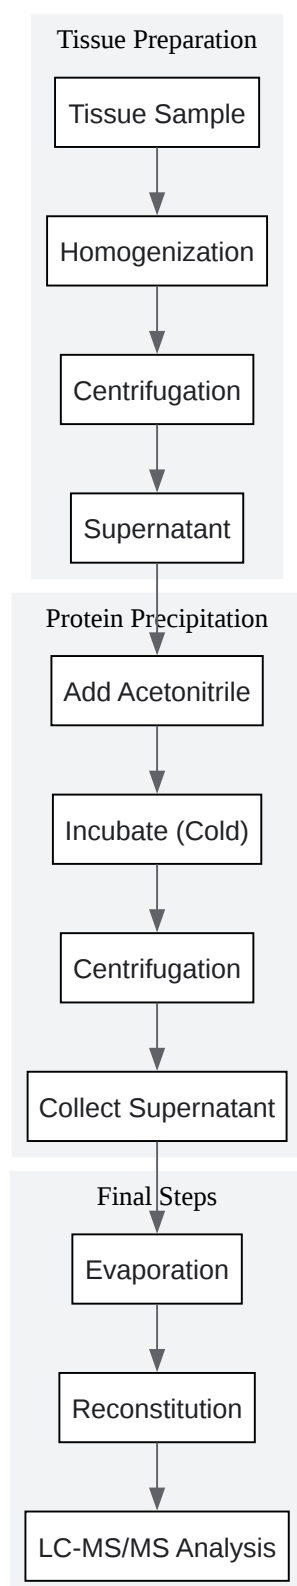 Tissue Preparation
Tissue Sample
Homogenization
Centrifugation
Supernatant
Protein Precipitation
Add Acetonitrile
Incubate (Cold)
Centrifugation
Collect Supernatant
Final Steps
Evaporation
Reconstitution
LC-MS/MS Analysis